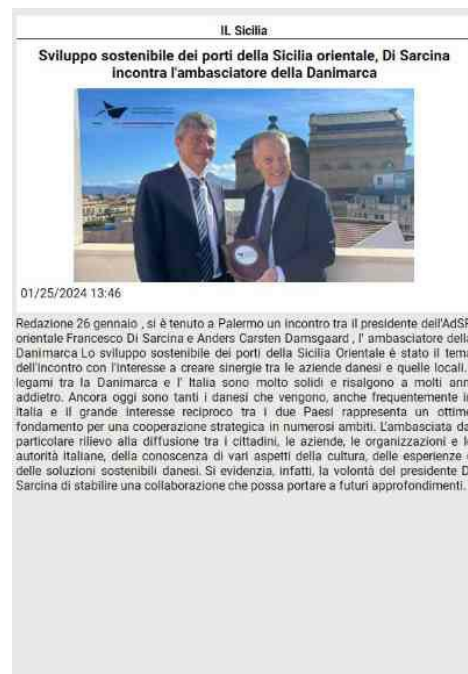 IL Sicilia
Sviluppo sostenibile dei porti della Sicilia orientale, Di Sarcina
incontra l'ambasciatore della Danimarca
01/25/2024 13:46
Redazione 26 gennaio , si è tenuto a Palermo un incontro tra il presidente dell'AdSP
orientale Francesco Di Sarcina e Anders Carsten Damsgaard , l' ambasciatore della
Danimarca Lo sviluppo sostenibile dei porti della Sicilia Orientale è stato il tema
dell'incontro con l'interesse a creare sinergie tra le aziende danesi e quelle locali. I
legami tra la Danimarca e l' Italia sono molto solidi e risalgono a molti anni
addietro. Ancora oggi sono tanti i danesi che vengono, anche frequentemente in
Italia e il grande interesse reciproco tra i due Paesi rappresenta un ottimo
fondamento per una cooperazione strategica in numerosi ambiti. L'ambasciata dà
particolare rilievo alla diffusione tra i cittadini, le aziende, le organizzazioni e le
autorità italiane, della conoscenza di vari aspetti della cultura, delle esperienze e
delle soluzioni sostenibili danesi. Si evidenzia, infatti, la volontà del presidente Di
Sarcina di stabilire una collaborazione che possa portare a futuri approfondimenti.